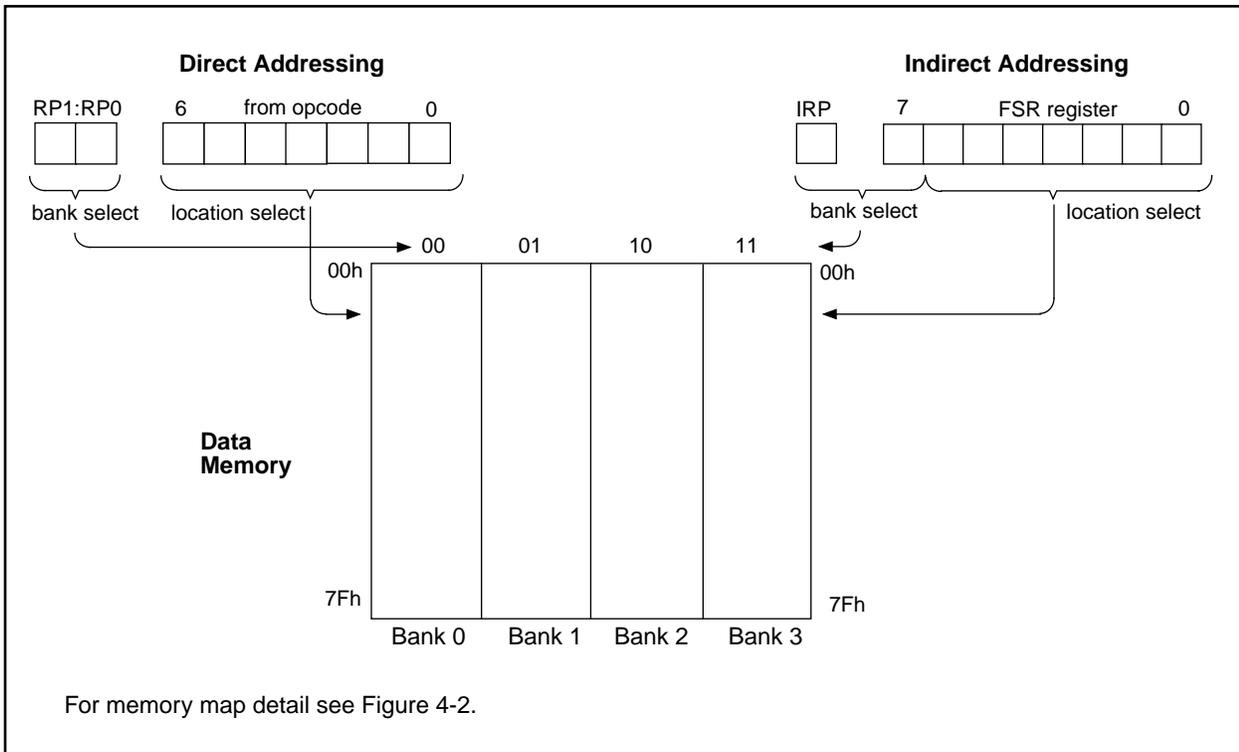 Direct Addressing
RP1:RP0
6
from opcode
0
bank select
location select
Indirect Addressing
IRP
7
FSR register
0
bank select
location select
00
01
10
11
00h
00h
Data
Memory
7Fh
7Fh
Bank 0
Bank 1
Bank 2
Bank 3
For memory map detail see Figure 4-2.